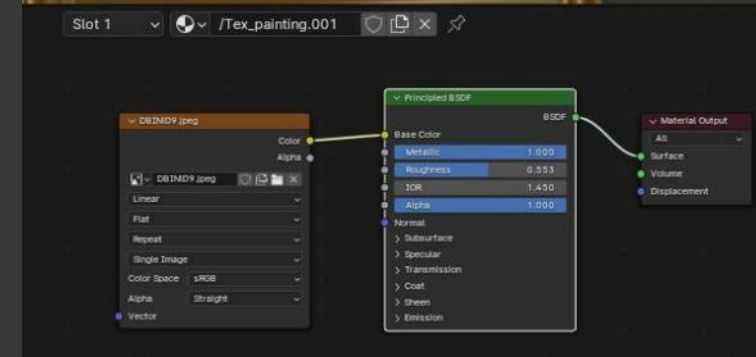 Slot 1
/Tex_painting.001
DBINID9.jpeg
Color
Alpha
DBINID9.jpeg
Linear
Flat
Repeat
Single Image
Color Space sRGB
Alpha Straight
Vector
Principled BSDF
BSDF
Base Color
Metallic 1.000
Roughness 0.553
IOR 1.450
Alpha 1.000
Normal
Subsurface
Specular
Transmission
Coat
Sheen
Emission
Material Output
All
Surface
Volume
Displacement